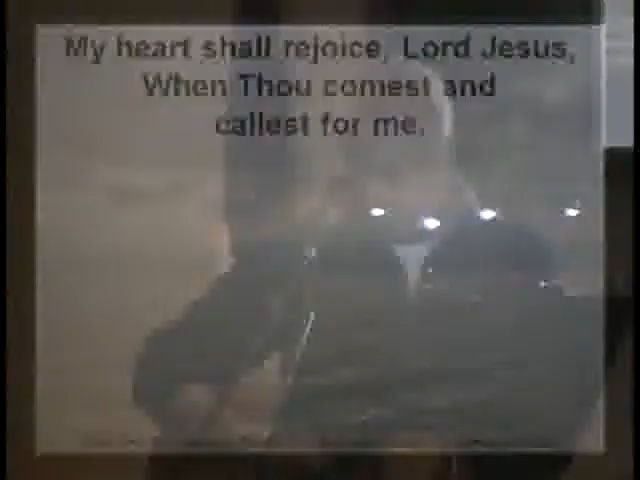 My heart shall rejoice, Lord Jesus,
When Thou comest and
callest for me.